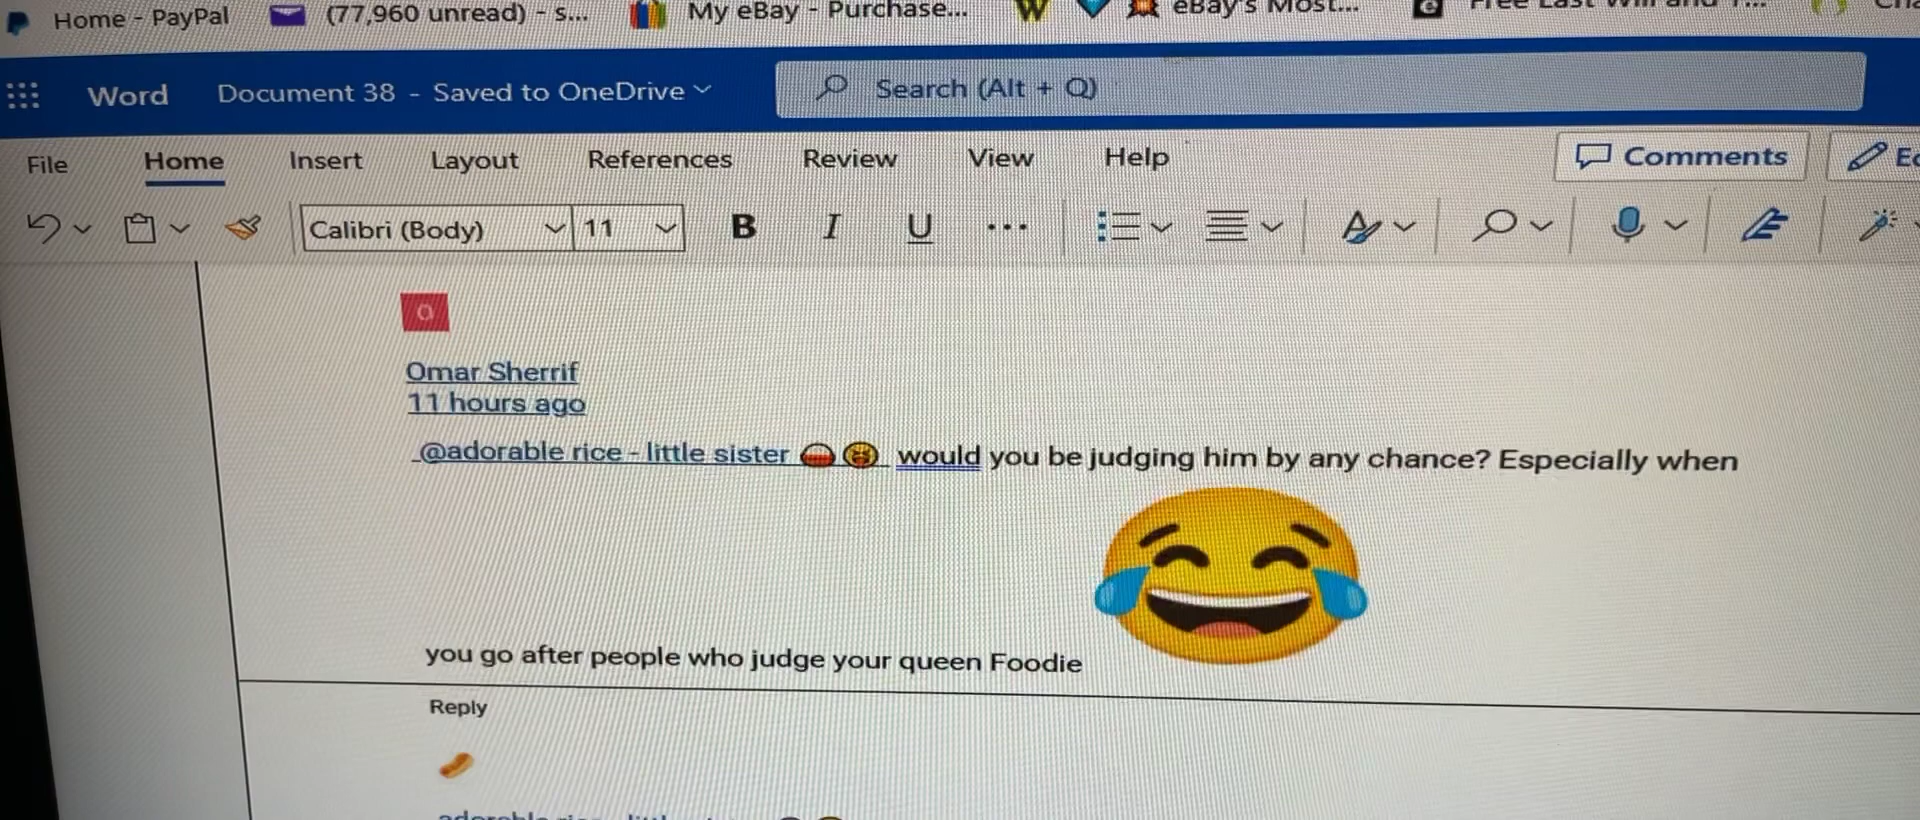 Home - PayPal (77,960 unread) - s... My eBay - Purchase... eBay's Most...
Word Document 38 - Saved to OneDrive Search (Alt + Q)
File Home Insert Layout References Review View Help Comments
Calibri (Body) 11 B I U ...
Omar Sherrif
11 hours ago
@adorable rice - little sister 🍚😆 would you be judging him by any chance? Especially when
you go after people who judge your queen Foodie 😂
Reply